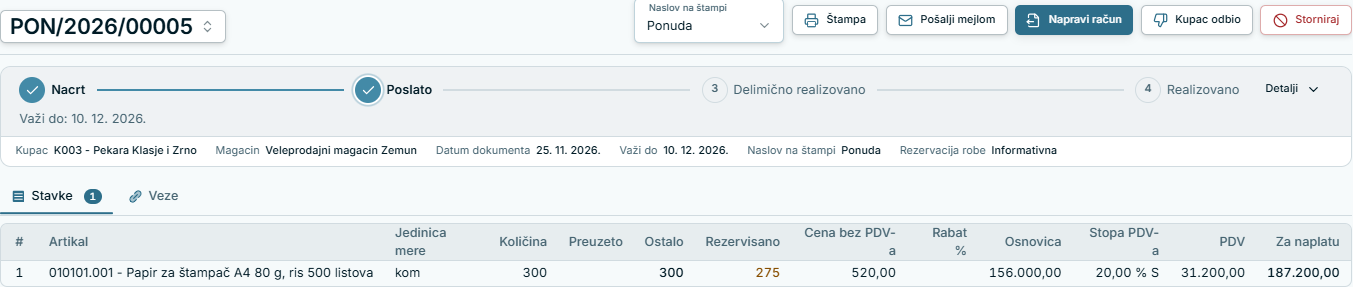 PON/2026/00005
Naslov na štampi
Ponuda
Štampa
Pošalji mejlom
Napravi račun
Kupac odbio
Storniraj
Nacrt
Poslato
3 Delimično realizovano
4 Realizovano
Detalji
Važi do: 10. 12. 2026.
Kupac K003 - Pekara Klasje i Zrno Magacin Veleprodajni magacin Zemun Datum dokumenta 25. 11. 2026. Važi do 10. 12. 2026. Naslov na štampi Ponuda Rezervacija robe Informativna
Stavke 1 Veze
# Artikal Jedinica mere Količina Preuzeto Ostalo Rezervisano Cena bez PDV-a Rabat % Osnovica Stopa PDV-a PDV Za naplatu
1 010101.001 - Papir za štampač A4 80 g, ris 500 listova kom 300 300 275 520,00 156.000,00 20,00 % S 31.200,00 187.200,00